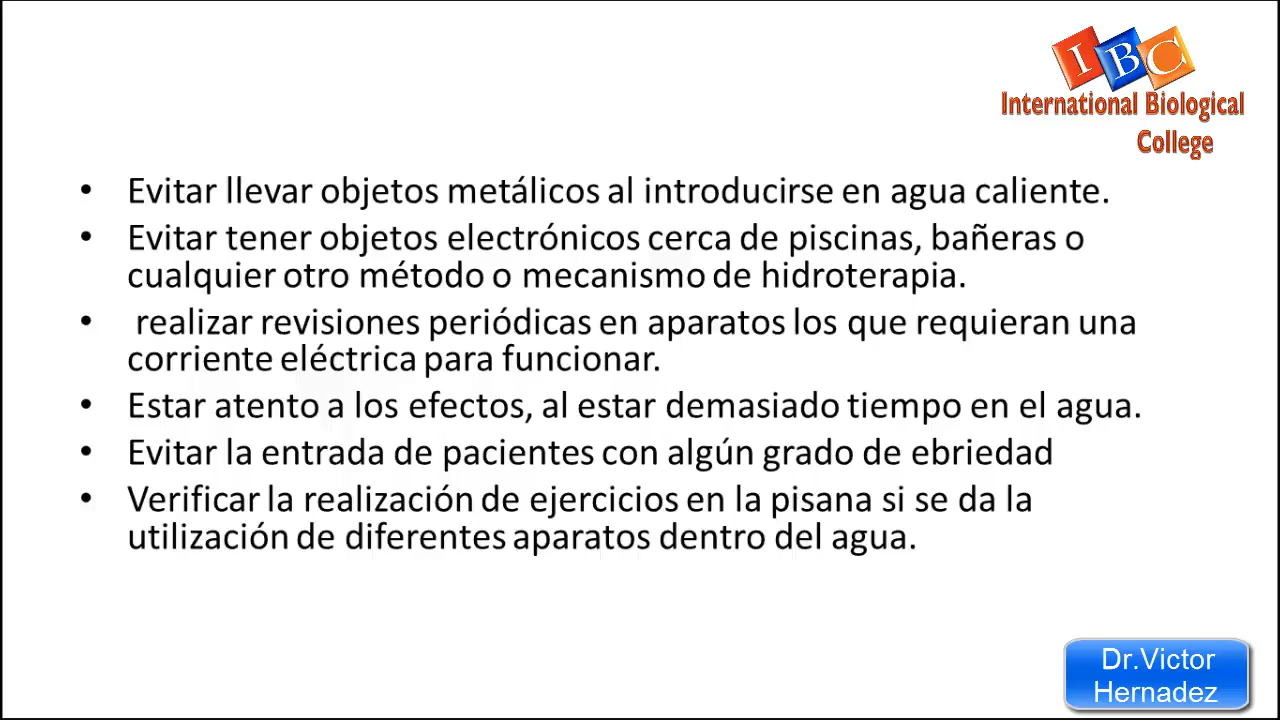 IBC
International Biological
College
• Evitar llevar objetos metálicos al introducirse en agua caliente.
• Evitar tener objetos electrónicos cerca de piscinas, bañeras o
cualquier otro método o mecanismo de hidroterapia.
• realizar revisiones periódicas en aparatos los que requieran una
corriente eléctrica para funcionar.
• Estar atento a los efectos, al estar demasiado tiempo en el agua.
• Evitar la entrada de pacientes con algún grado de ebriedad
• Verificar la realización de ejercicios en la pisana si se da la
utilización de diferentes aparatos dentro del agua.
Dr.Victor
Hernadez